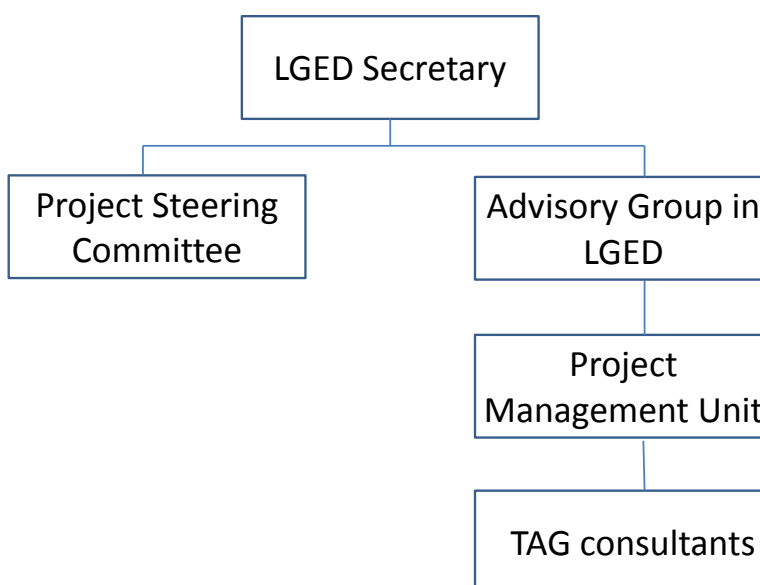 LGED Secretary
Project Steering
Committee
Advisory Group in
LGED
Project
Management Unit
TAG consultants